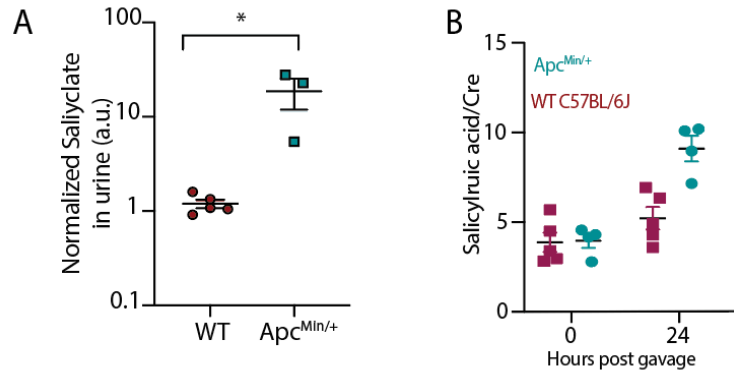 A
Normalized Saliyclate
in urine (a.u.)
100
10
1
0.1
*
WT
Apc^Min/+
B
Salicylruic acid/Cre
15
10
5
0
Apc^Min/+
WT C57BL/6J
0
24
Hours post gavage